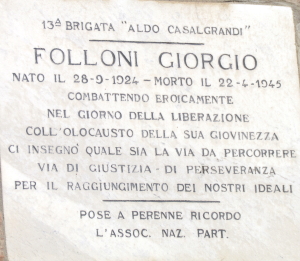 13ª BRIGATA "ALDO CASALGRANDI"
FOLLONI GIORGIO
NATO IL 28-9-1924 - MORTO IL 22-4-1945
COMBATTENDO EROICAMENTE
NEL GIORNO DELLA LIBERAZIONE
COLL'OLOCAUSTO DELLA SUA GIOVINEZZA
CI INSEGNO' QUALE SIA LA VIA DA PERCORRERE
VIA DI GIUSTIZIA - DI PERSEVERANZA
PER IL RAGGIUNGIMENTO DEI NOSTRI IDEALI
POSE A PERENNE RICORDO
L'ASSOC. NAZ. PART.